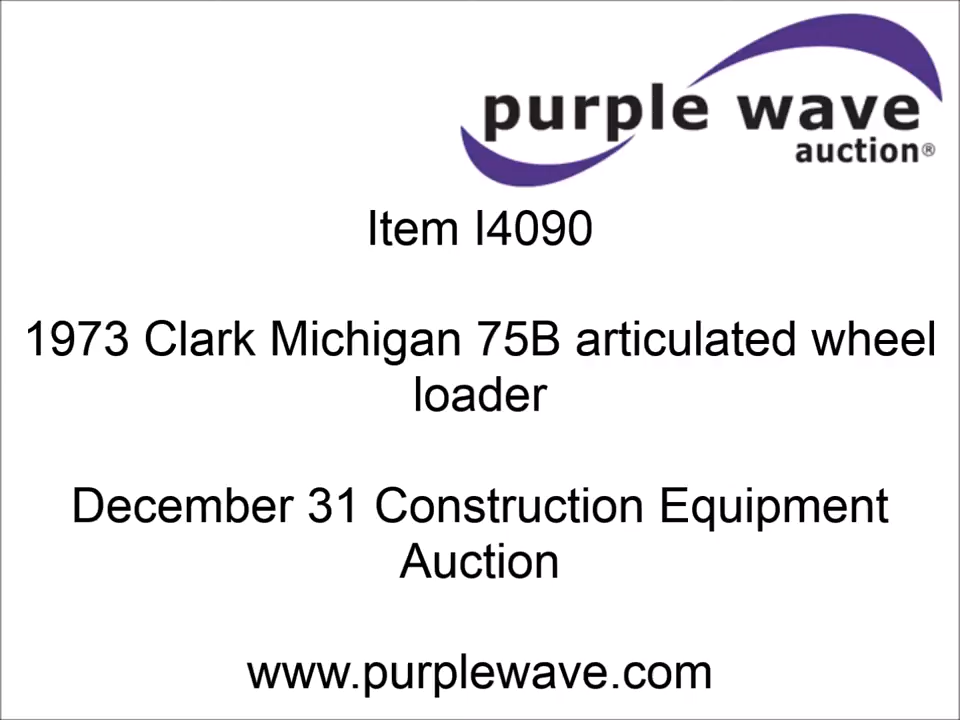 purple wave
auction®
Item I4090
1973 Clark Michigan 75B articulated wheel
loader
December 31 Construction Equipment
Auction
www.purplewave.com